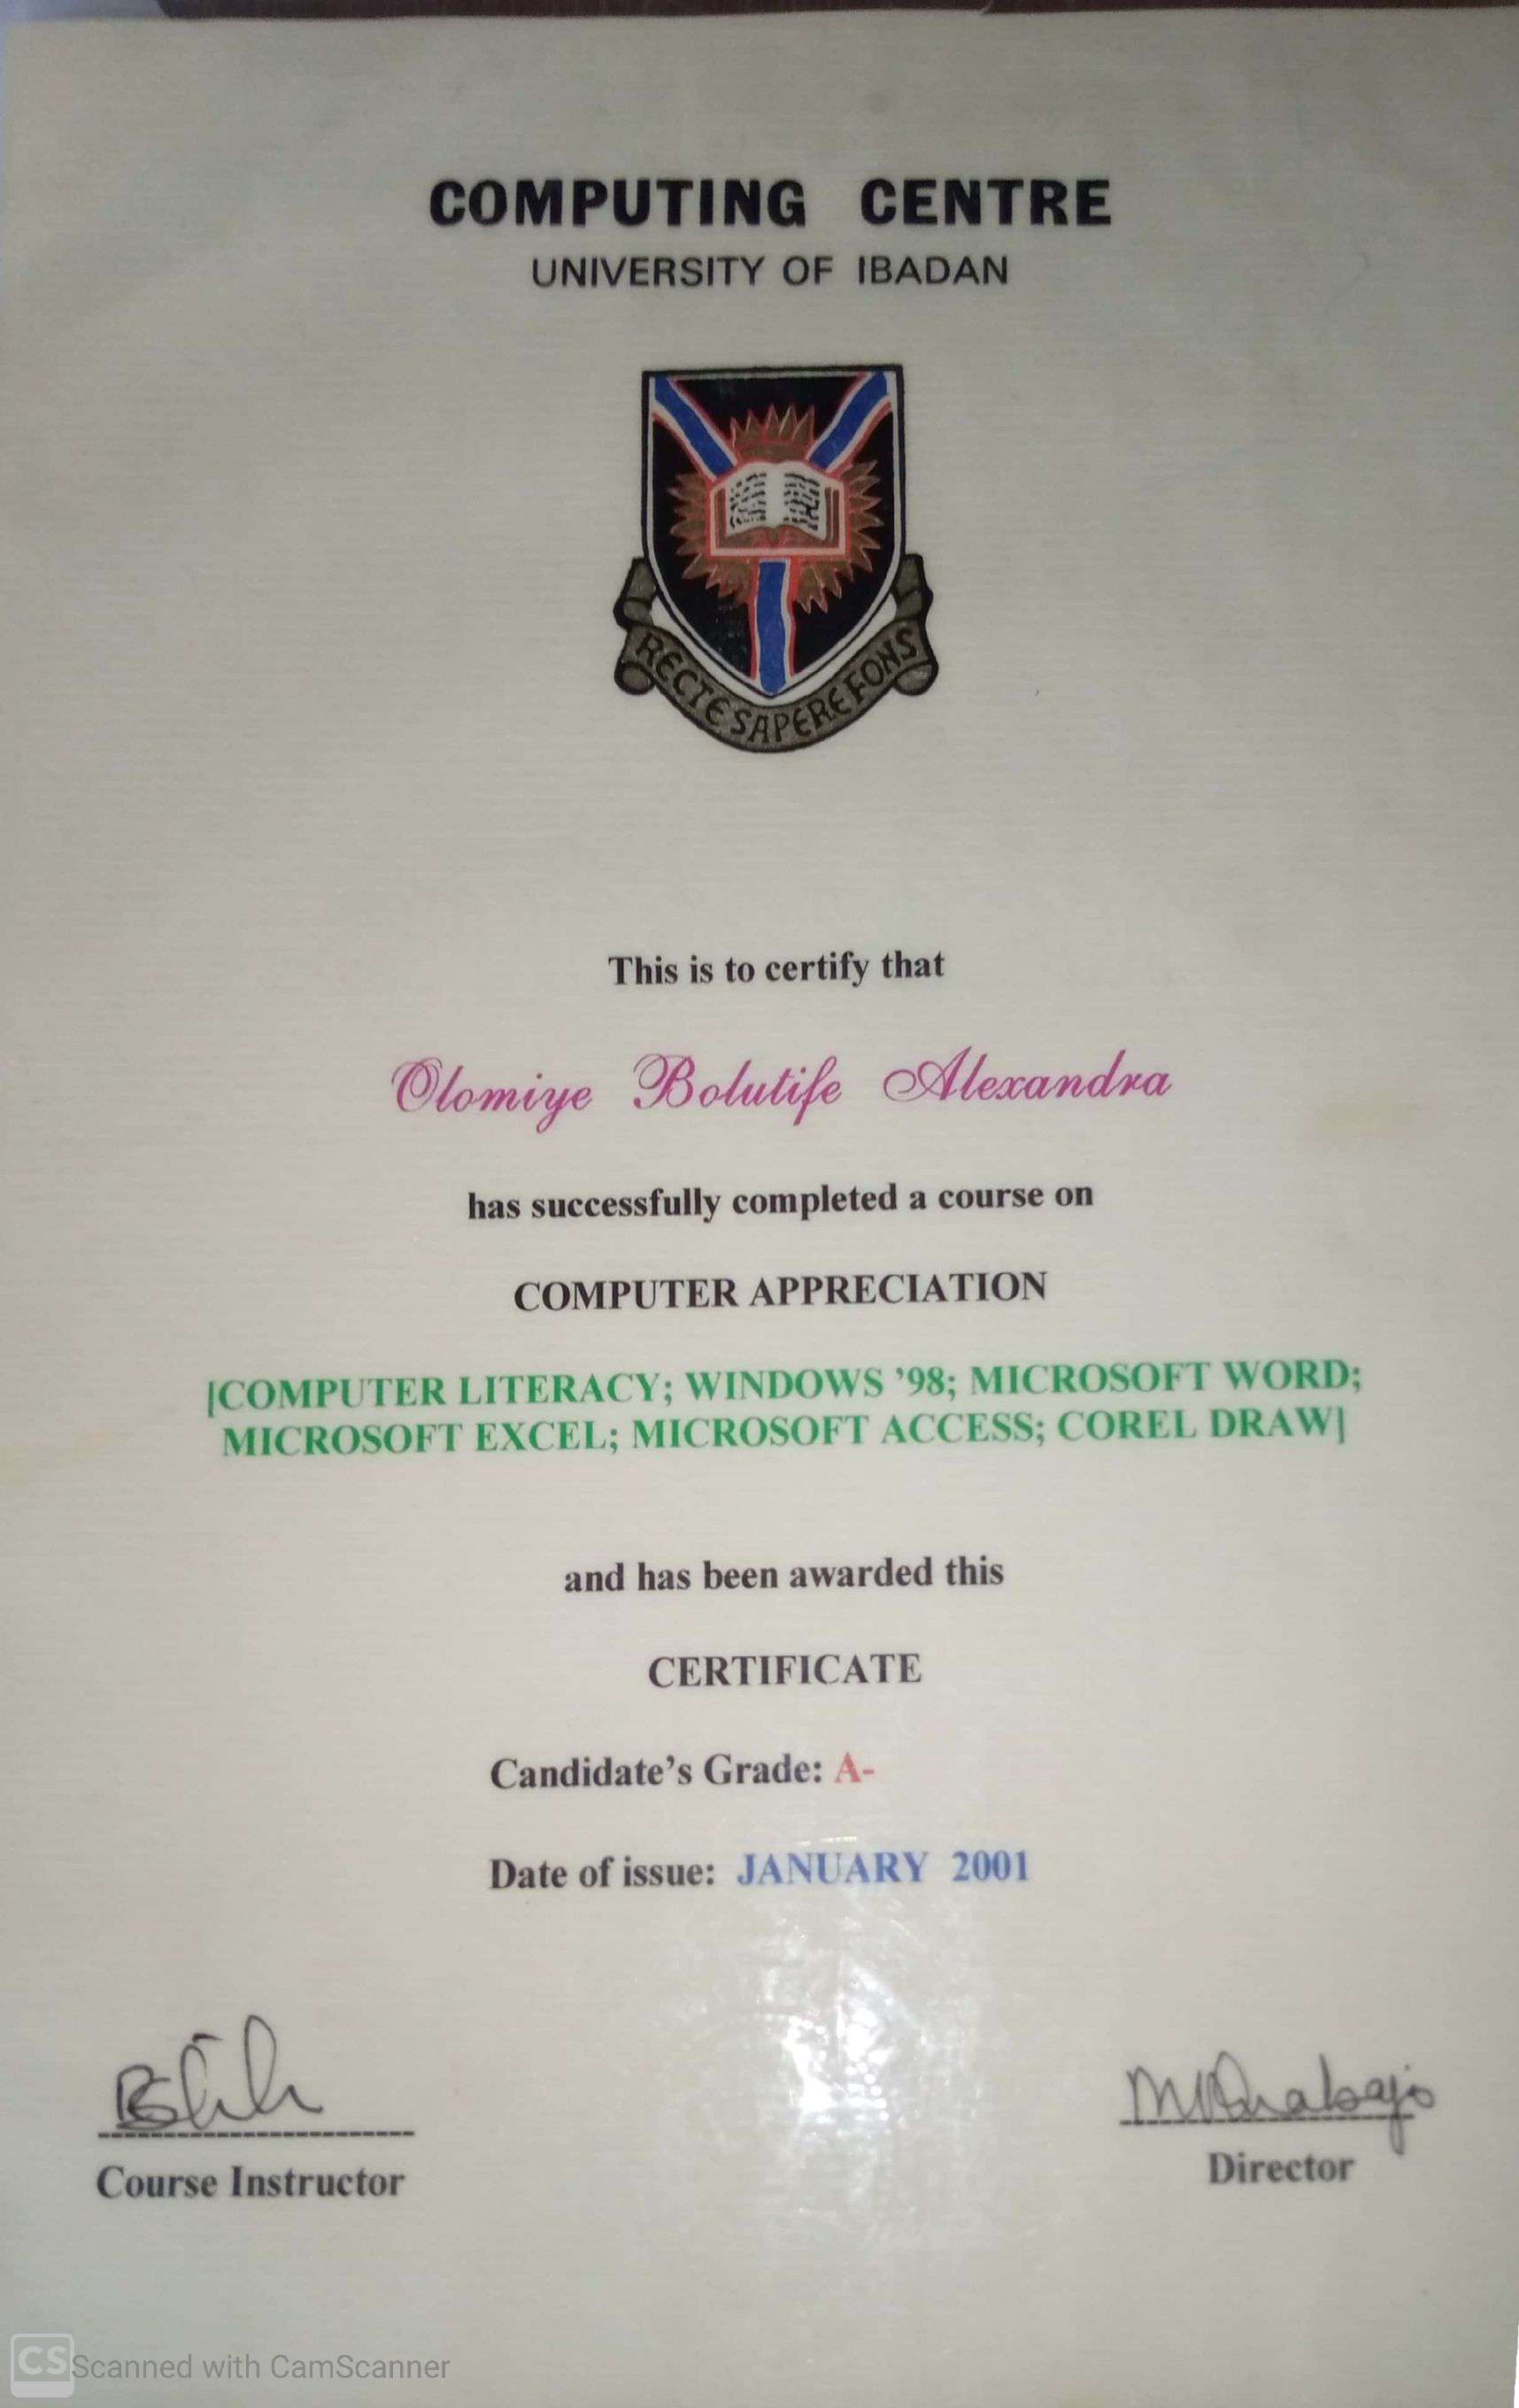 COMPUTING CENTRE
UNIVERSITY OF IBADAN
RECTE SAPERE FONS
This is to certify that
Olomiye Bolutife Alexandra
has successfully completed a course on
COMPUTER APPRECIATION
[COMPUTER LITERACY; WINDOWS '98; MICROSOFT WORD;
MICROSOFT EXCEL; MICROSOFT ACCESS; COREL DRAW]
and has been awarded this
CERTIFICATE
Candidate's Grade: A-
Date of issue: JANUARY 2001
Course Instructor
Director
CS Scanned with CamScanner